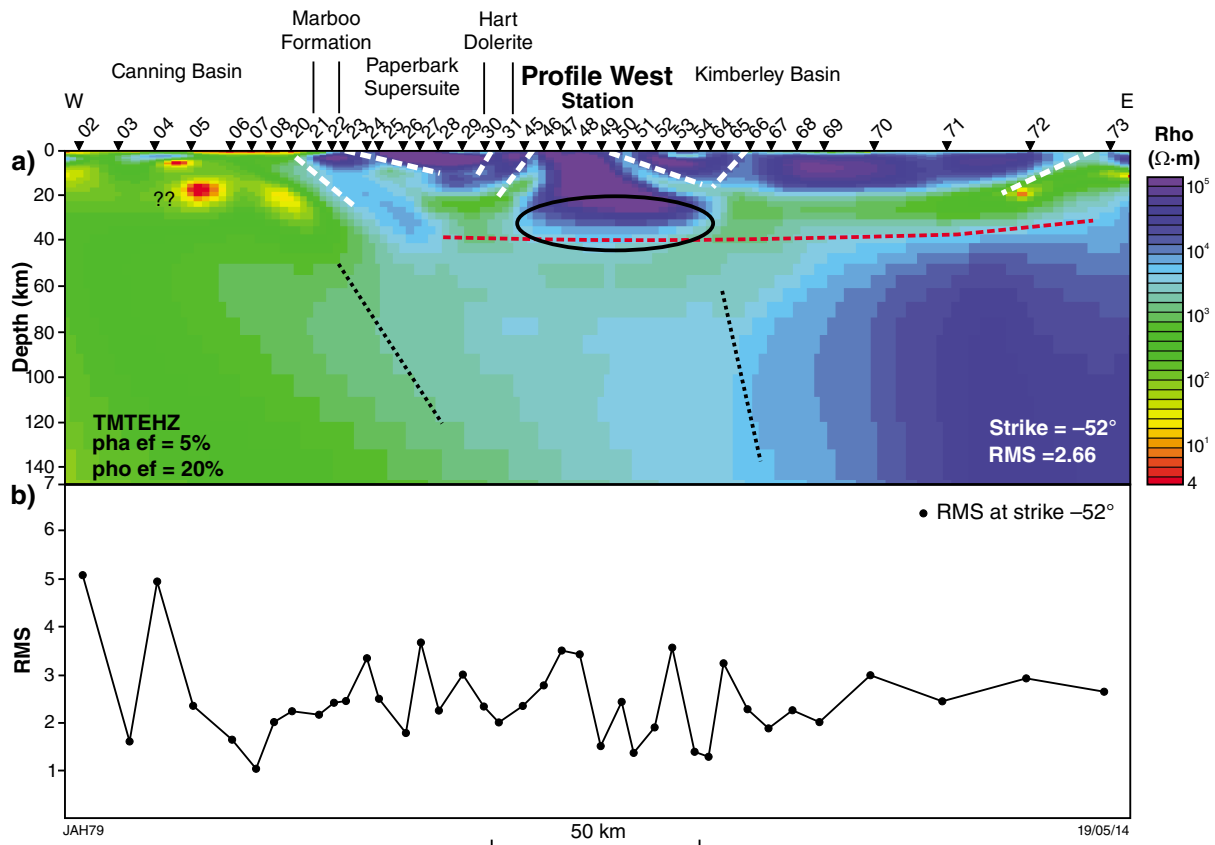 Marboo
Formation
Hart
Dolerite
Canning Basin
Paperbark
Supersuite
Profile West
Station
Kimberley Basin
W
E
02 03 04 05 06 07 08 20 21 22 23 24 25 26 27 28 29 30 31 45 46 47 48 49 50 51 52 53 54 64 65 66 67 68 69 70 71 72 73
a)
0
20
40
60
80
100
120
140
Depth (km)
??
TMTEHZ
pha ef = 5%
pho ef = 20%
Strike = –52°
RMS =2.66
Rho
(Ω·m)
10⁵
10⁴
10³
10²
10¹
4
b)
7
6
5
4
3
2
1
RMS
RMS at strike –52°
JAH79
50 km
19/05/14